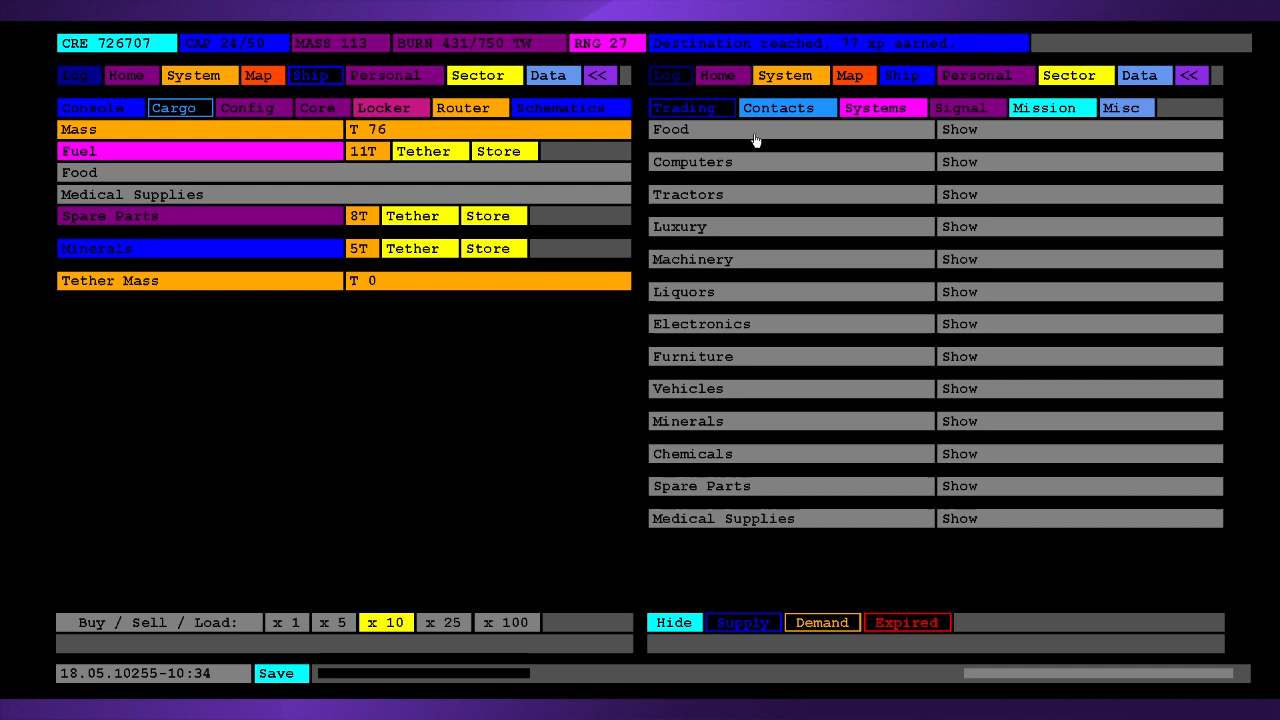 CRE 726707 CAP 24/50 MASS 113 BURN 431/750 TW RNG 27 Destination reached, 77 xp earned.
Log Home System Map Ship Personal Sector Data << Log Home System Map Ship Personal Sector Data <<
Console Cargo Config Core Locker Router Schematics Trading Contacts Systems Signal Mission Misc
Mass T 76 Food Show
Fuel 11T Tether Store
Computers Show
Food
Medical Supplies Tractors Show
Spare Parts 8T Tether Store
Luxury Show
Minerals 5T Tether Store
Machinery Show
Tether Mass T 0
Liquors Show
Electronics Show
Furniture Show
Vehicles Show
Minerals Show
Chemicals Show
Spare Parts Show
Medical Supplies Show
Buy / Sell / Load: x 1 x 5 x 10 x 25 x 100 Hide Supply Demand Expired
18.05.10255-10:34 Save